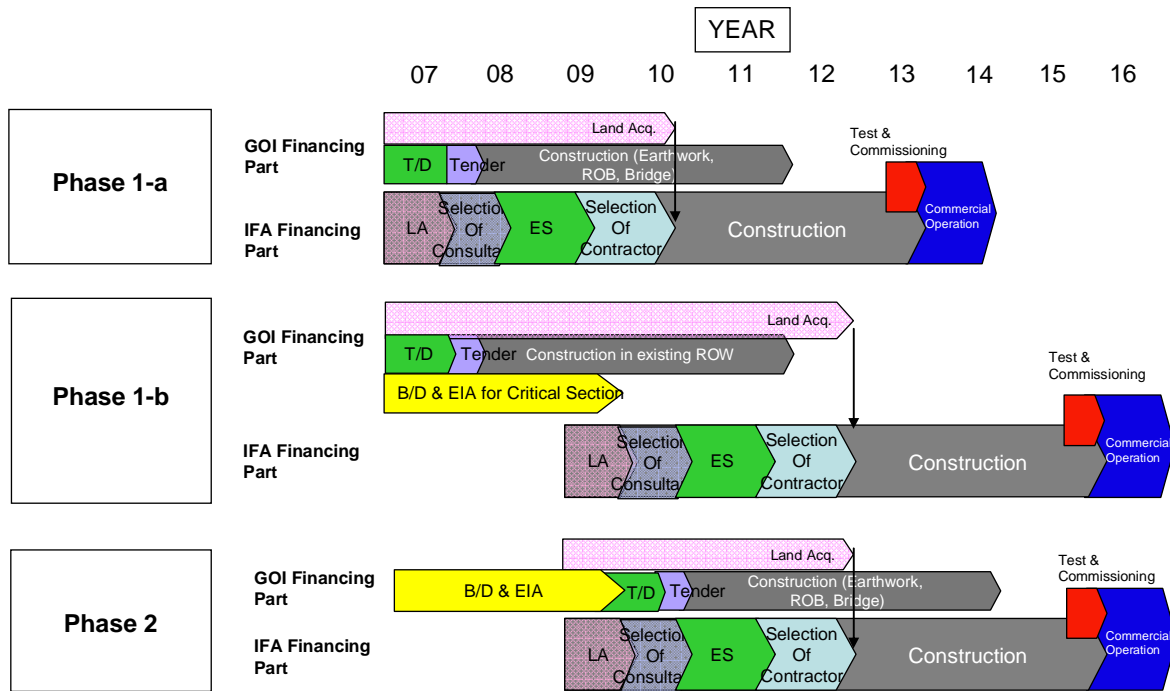 YEAR
07 08 09 10 11 12 13 14 15 16
Phase 1-a
GOI Financing
Part
Land Acq.
T/D
Tender
Construction (Earthwork,
ROB, Bridge)
Test &
Commissioning
IFA Financing
Part
LA
Selection
Of
Consulta
ES
Selection
Of
Contractor
Construction
Commercial
Operation
Phase 1-b
GOI Financing
Part
Land Acq.
T/D
Tender
Construction in existing ROW
B/D & EIA for Critical Section
Test &
Commissioning
IFA Financing
Part
LA
Selection
Of
Consulta
ES
Selection
Of
Contractor
Construction
Commercial
Operation
Phase 2
GOI Financing
Part
Land Acq.
B/D & EIA
T/D
Tender
Construction (Earthwork,
ROB, Bridge)
Test &
Commissioning
IFA Financing
Part
LA
Selection
Of
Consulta
ES
Selection
Of
Contractor
Construction
Commercial
Operation